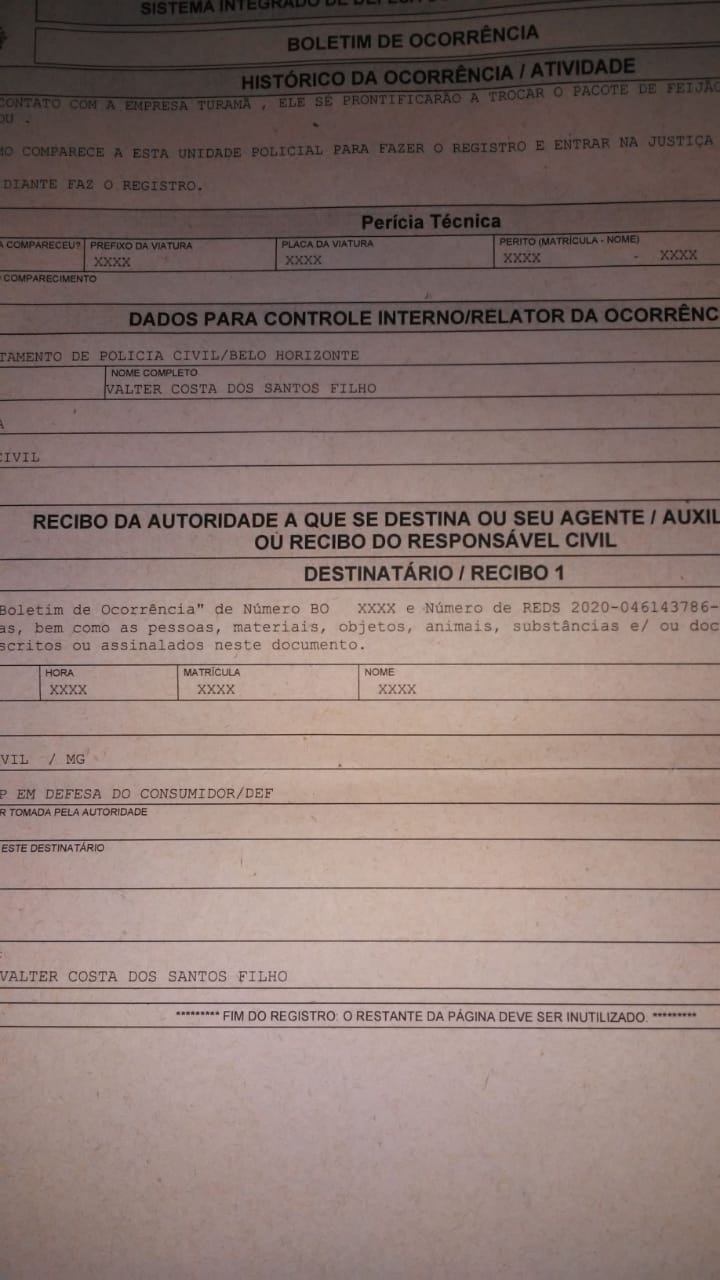 SISTEMA INTEGRADO DE DEFESA
BOLETIM DE OCORRÊNCIA
HISTÓRICO DA OCORRÊNCIA / ATIVIDADE
CONTATO COM A EMPRESA TURAMÃ , ELE SE PRONTIFICARÃO A TROCAR O PACOTE DE FEIJÃO
OU .
MO COMPARECE A ESTA UNIDADE POLICIAL PARA FAZER O REGISTRO E ENTRAR NA JUSTIÇA
DIANTE FAZ O REGISTRO.
Perícia Técnica
A COMPARECEU? PREFIXO DA VIATURA PLACA DA VIATURA PERITO (MATRÍCULA - NOME)
XXXX XXXX XXXX - XXXX
COMPARECIMENTO
DADOS PARA CONTROLE INTERNO/RELATOR DA OCORRÊNC
TAMENTO DE POLICIA CIVIL/BELO HORIZONTE
NOME COMPLETO
VALTER COSTA DOS SANTOS FILHO
A
CIVIL
RECIBO DA AUTORIDADE A QUE SE DESTINA OU SEU AGENTE / AUXIL
OU RECIBO DO RESPONSÁVEL CIVIL
DESTINATÁRIO / RECIBO 1
Boletim de Ocorrência" de Número BO XXXX e Número de REDS 2020-046143786-
as, bem como as pessoas, materiais, objetos, animais, substâncias e/ ou doc
scritos ou assinalados neste documento.
HORA MATRÍCULA NOME
XXXX XXXX XXXX
VIL / MG
P EM DEFESA DO CONSUMIDOR/DEF
R TOMADA PELA AUTORIDADE
ESTE DESTINATÁRIO
VALTER COSTA DOS SANTOS FILHO
********* FIM DO REGISTRO: O RESTANTE DA PÁGINA DEVE SER INUTILIZADO. *********